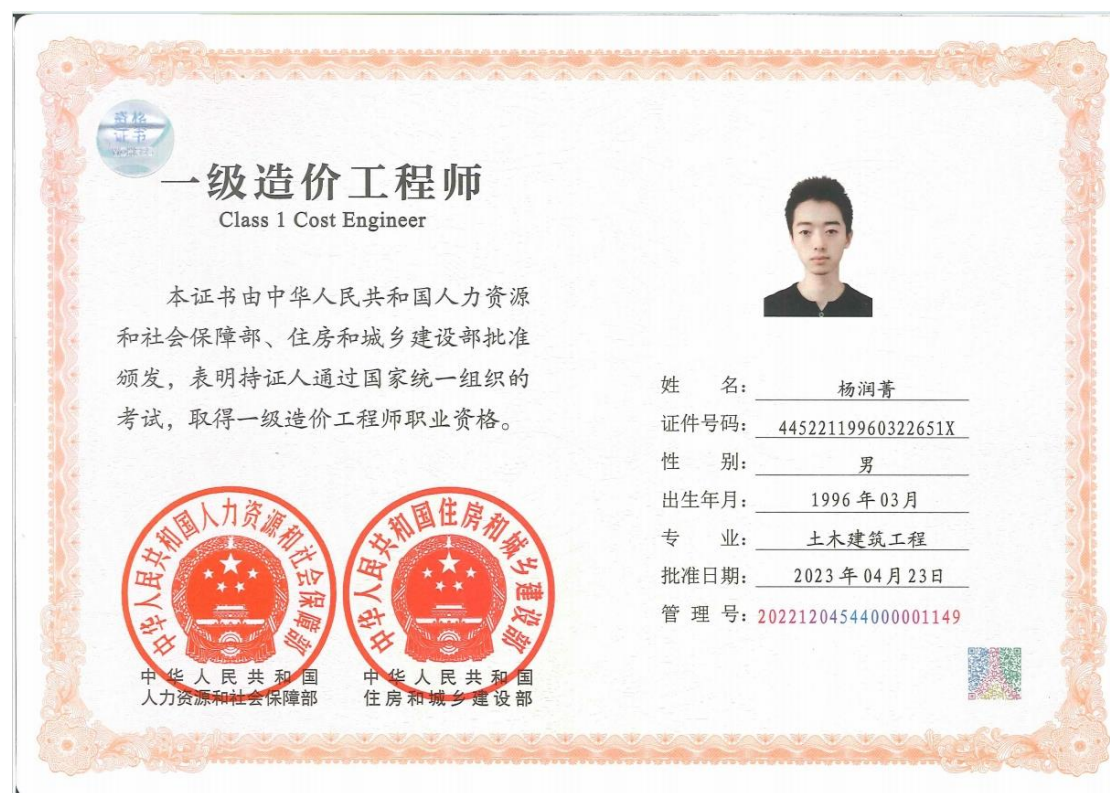 资格
证书
一级造价工程师
Class 1 Cost Engineer
本证书由中华人民共和国人力资源
和社会保障部、住房和城乡建设部批准
颁发，表明持证人通过国家统一组织的
考试，取得一级造价工程师职业资格。
中华人民共和国人力资源和社会保障部
中华人民共和国
人力资源和社会保障部
中华人民共和国住房和城乡建设部
中华人民共和国
住房和城乡建设部
姓 名：杨润菁
证件号码：44522119960322651X
性 别：男
出生年月：1996年03月
专 业：土木建筑工程
批准日期：2023年04月23日
管 理 号：20221204544000001149